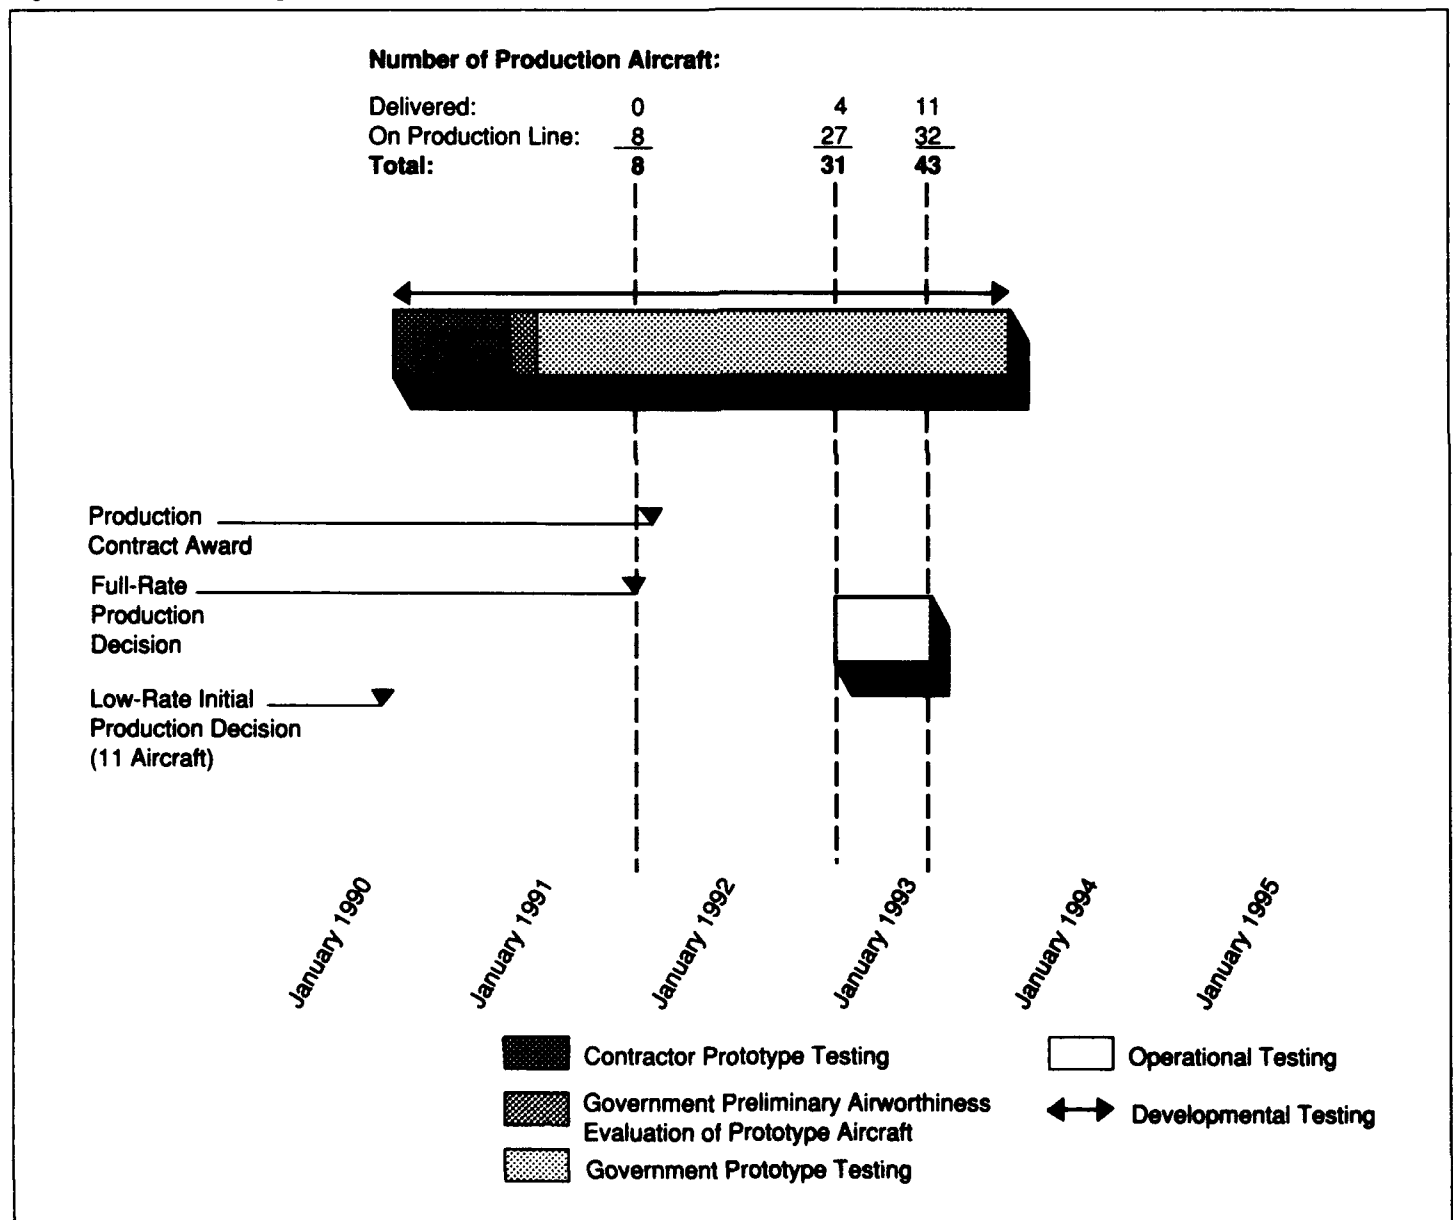 Number of Production Aircraft:
Delivered: 0 4 11
On Production Line: 8 27 32
Total: 8 31 43
Production
Contract Award
Full-Rate
Production
Decision
Low-Rate Initial
Production Decision
(11 Aircraft)
January 1990
January 1991
January 1992
January 1993
January 1994
January 1995
Contractor Prototype Testing
Government Preliminary Airworthiness
Evaluation of Prototype Aircraft
Government Prototype Testing
Operational Testing
Developmental Testing